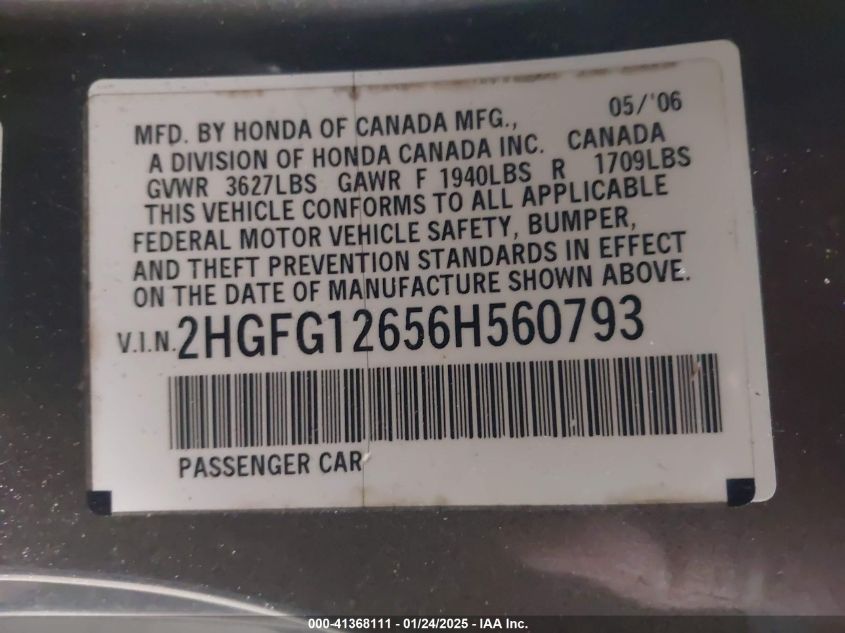 05/'06
MFD. BY HONDA OF CANADA MFG.,
A DIVISION OF HONDA CANADA INC. CANADA
GVWR 3627LBS GAWR F 1940LBS R 1709LBS
THIS VEHICLE CONFORMS TO ALL APPLICABLE
FEDERAL MOTOR VEHICLE SAFETY, BUMPER,
AND THEFT PREVENTION STANDARDS IN EFFECT
ON THE DATE OF MANUFACTURE SHOWN ABOVE.
V.I.N. 2HGFG12656H560793
PASSENGER CAR
000-41368111 - 01/24/2025 - IAA Inc.